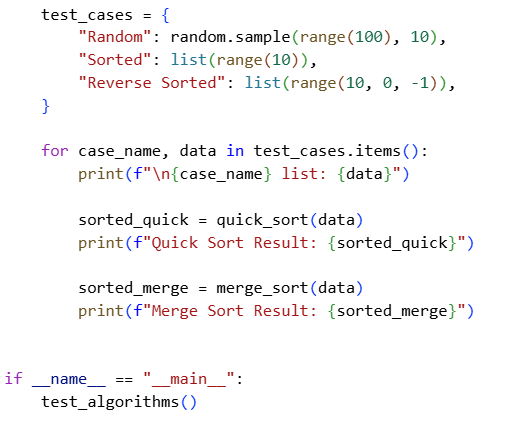 test_cases = {
        "Random": random.sample(range(100), 10),
        "Sorted": list(range(10)),
        "Reverse Sorted": list(range(10, 0, -1)),
    }

    for case_name, data in test_cases.items():
        print(f"\n{case_name} list: {data}")

        sorted_quick = quick_sort(data)
        print(f"Quick Sort Result: {sorted_quick}")

        sorted_merge = merge_sort(data)
        print(f"Merge Sort Result: {sorted_merge}")


if __name__ == "__main__":
    test_algorithms()